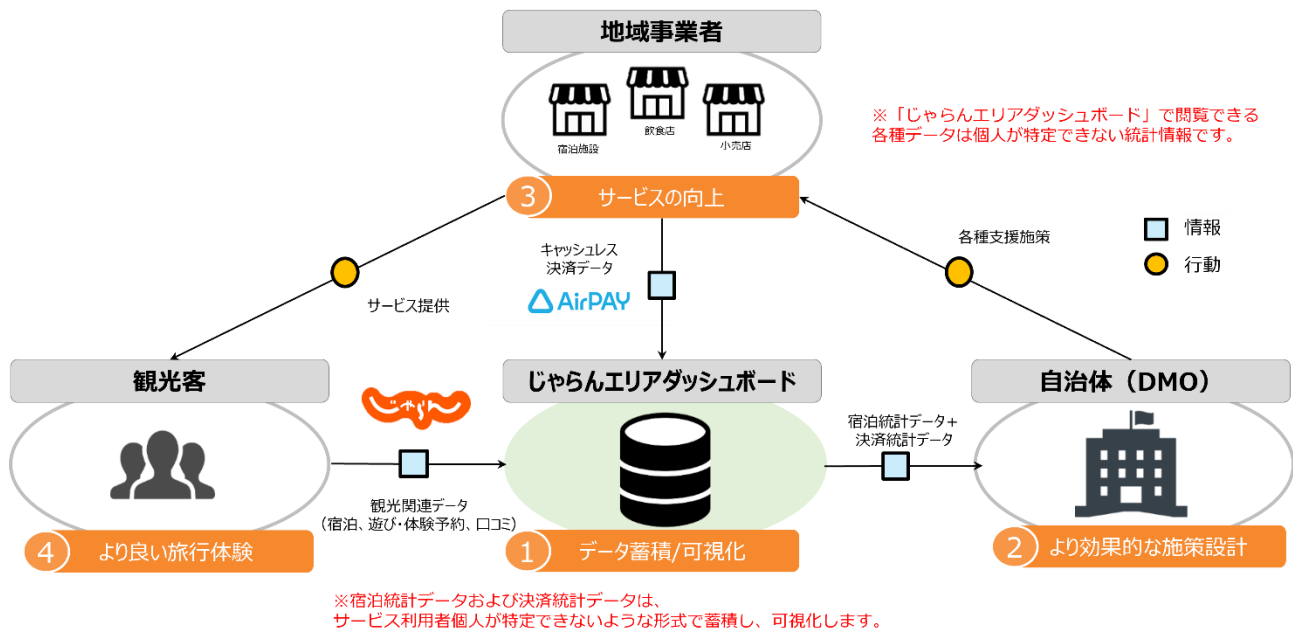 地域事業者
宿泊施設
飲食店
小売店
※「じゃらんエリアダッシュボード」で閲覧できる
各種データは個人が特定できない統計情報です。
3 サービスの向上
キャッシュレス
決済データ
AirPAY
各種支援施策
情報
行動
サービス提供
観光客
じゃらん
じゃらんエリアダッシュボード
自治体（DMO）
宿泊統計データ+
決済統計データ
観光関連データ
（宿泊、遊び・体験予約、口コミ）
4 より良い旅行体験
1 データ蓄積/可視化
2 より効果的な施策設計
※宿泊統計データおよび決済統計データは、
サービス利用者個人が特定できないような形式で蓄積し、可視化します。